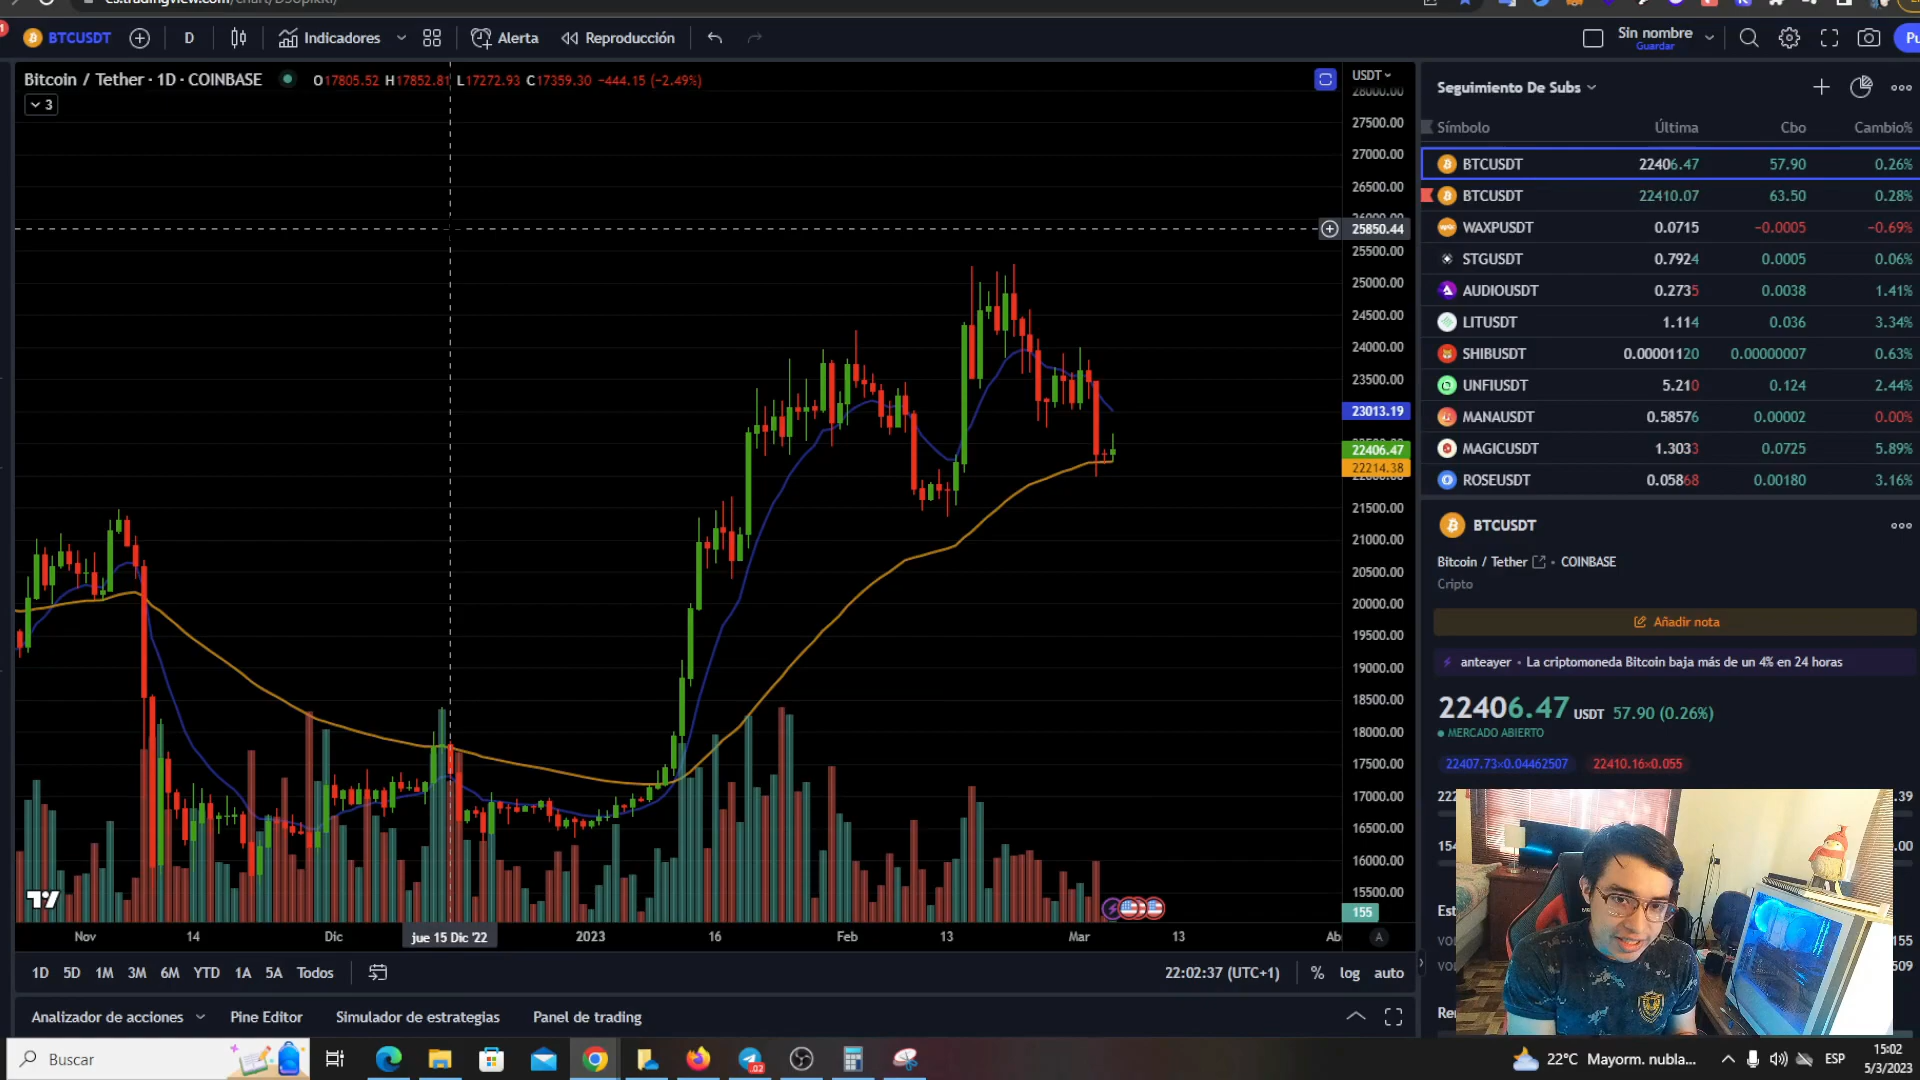 BTCUSDT D Indicadores Alerta Reproducción Sin nombre Guardar
Bitcoin / Tether · 1D · COINBASE O17805.52 H17852.81 L17272.93 C17359.30 −444.15 (−2.49%)
3
USDT
28000.00
27500.00
27000.00
26500.00
26000.00
25850.44
25500.00
25000.00
24500.00
24000.00
23500.00
23013.19
22406.47
22214.38
22000.00
21500.00
21000.00
20500.00
20000.00
19500.00
19000.00
18500.00
18000.00
17500.00
17000.00
16500.00
16000.00
15500.00
155
Nov 14 Dic jue 15 Dic '22 2023 16 Feb 13 Mar 13 Ab A
1D 5D 1M 3M 6M YTD 1A 5A Todos 22:02:37 (UTC+1) % log auto
Analizador de acciones Pine Editor Simulador de estrategias Panel de trading
Seguimiento De Subs
Símbolo Última Cbo Cambio%
BTCUSDT 22406.47 57.90 0.26%
BTCUSDT 22410.07 63.50 0.28%
WAXPUSDT 0.0715 −0.0005 −0.69%
STGUSDT 0.7924 0.0005 0.06%
AUDIOUSDT 0.2735 0.0038 1.41%
LITUSDT 1.114 0.036 3.34%
SHIBUSDT 0.00001120 0.00000007 0.63%
UNFIUSDT 5.210 0.124 2.44%
MANAUSDT 0.58576 0.00002 0.00%
MAGICUSDT 1.3033 0.0725 5.89%
ROSEUSDT 0.05868 0.00180 3.16%
BTCUSDT
Bitcoin / Tether • COINBASE
Cripto
Añadir nota
anteayer • La criptomoneda Bitcoin baja más de un 4% en 24 horas
22406.47 USDT 57.90 (0.26%)
MERCADO ABIERTO
22407.73×0.04462507 22410.16×0.055
Buscar
22°C Mayorm. nubla... ESP
15:02
5/3/2023